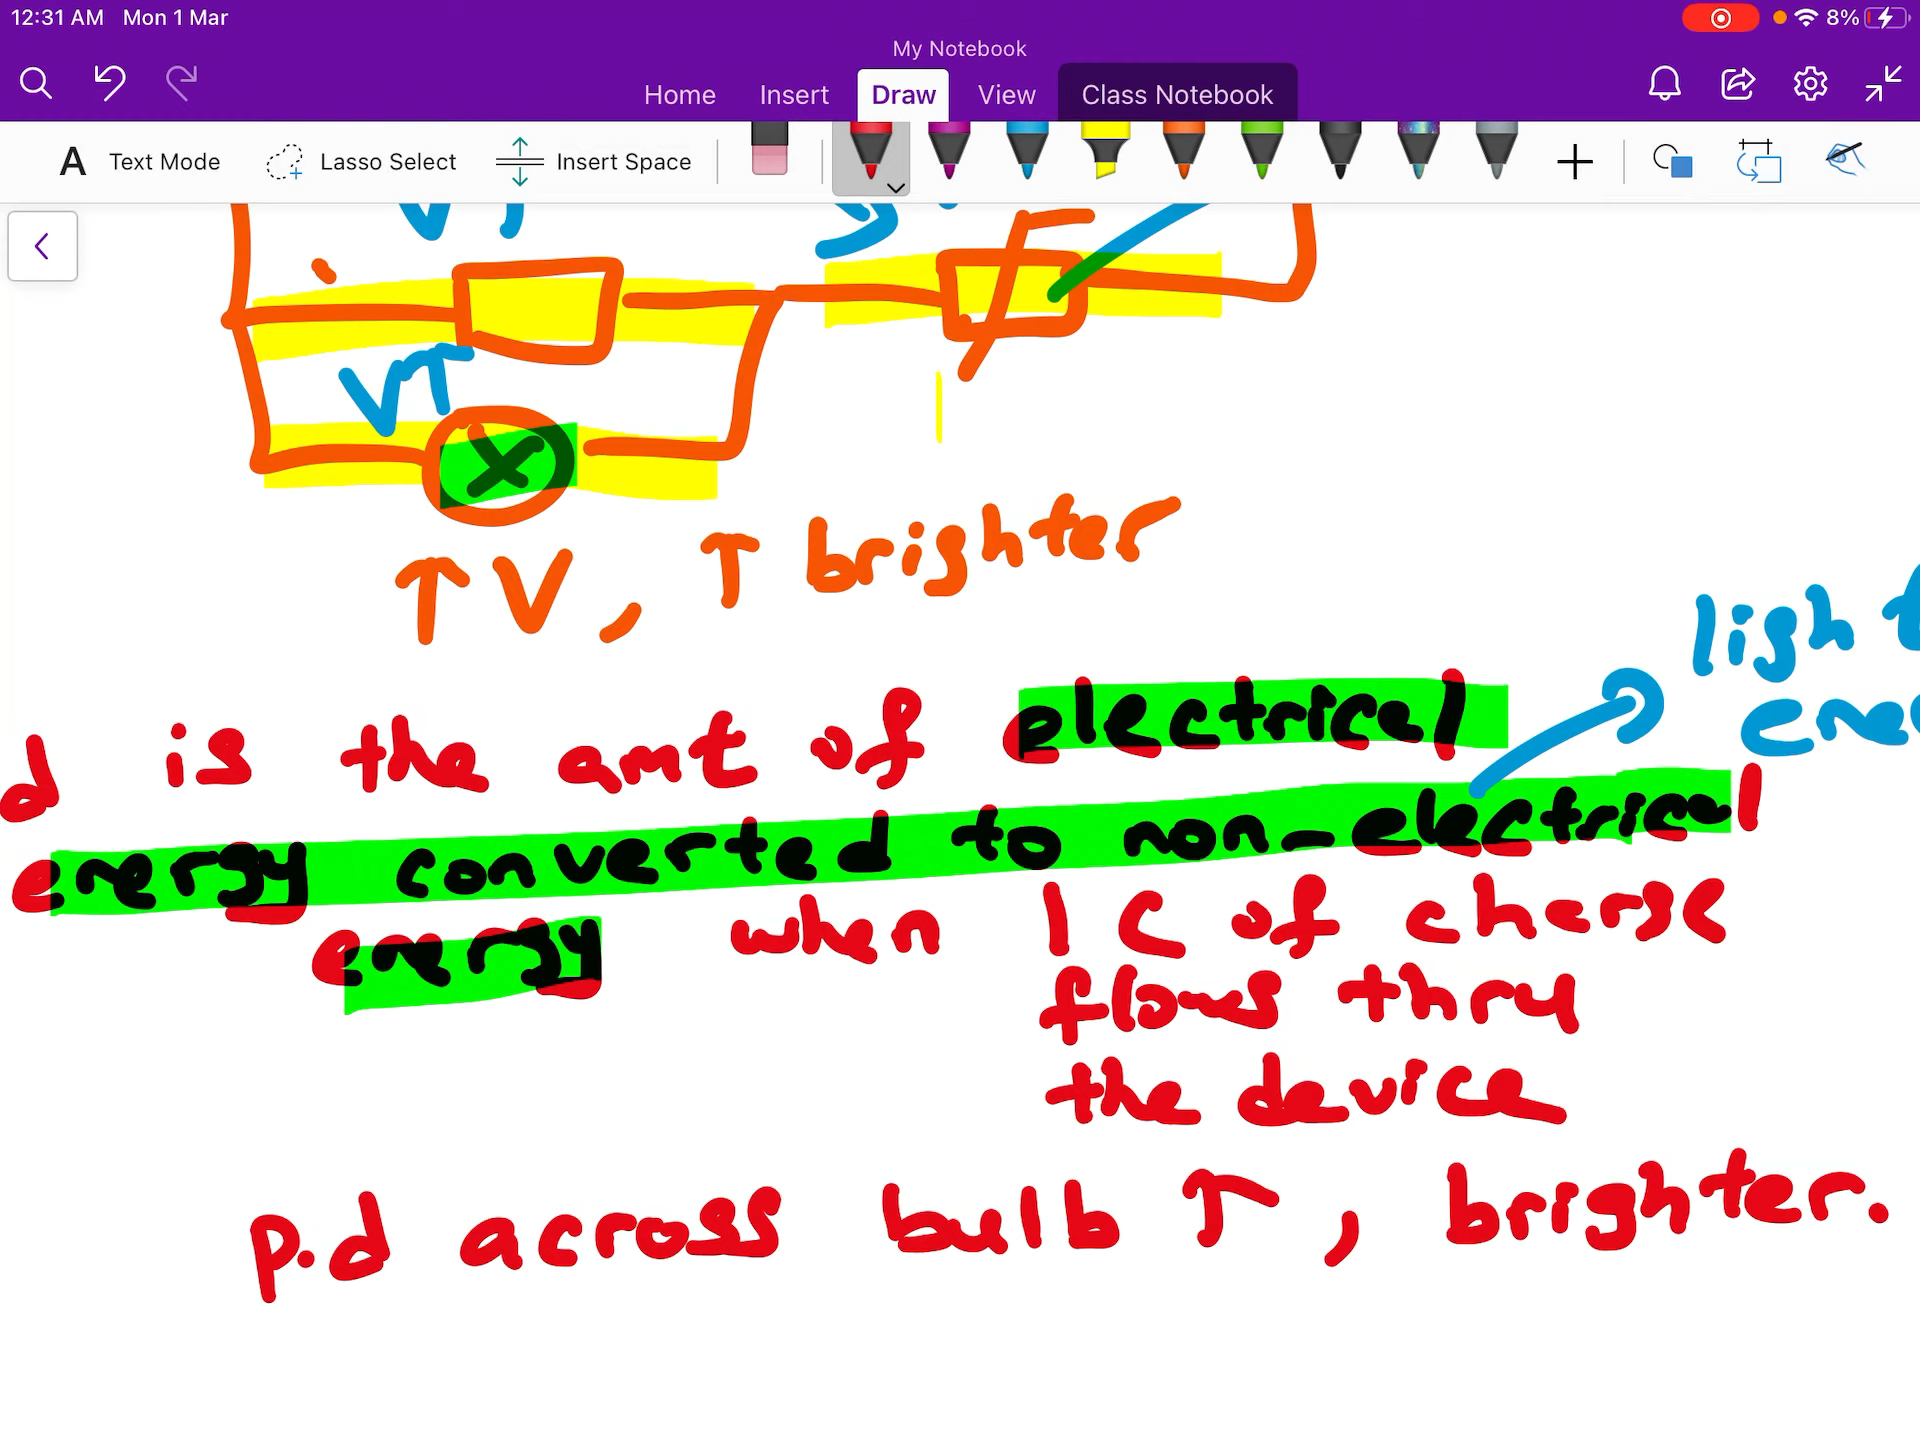 12:31 AM Mon 1 Mar
8%
My Notebook
Home Insert Draw View Class Notebook
A Text Mode Lasso Select Insert Space
V↑
↑V, ↑ brighter
light
d is the amt of electrical
energy converted to non-electrical
energy when 1 C of charge
flows thru
the device
p.d across bulb ↑, brighter.